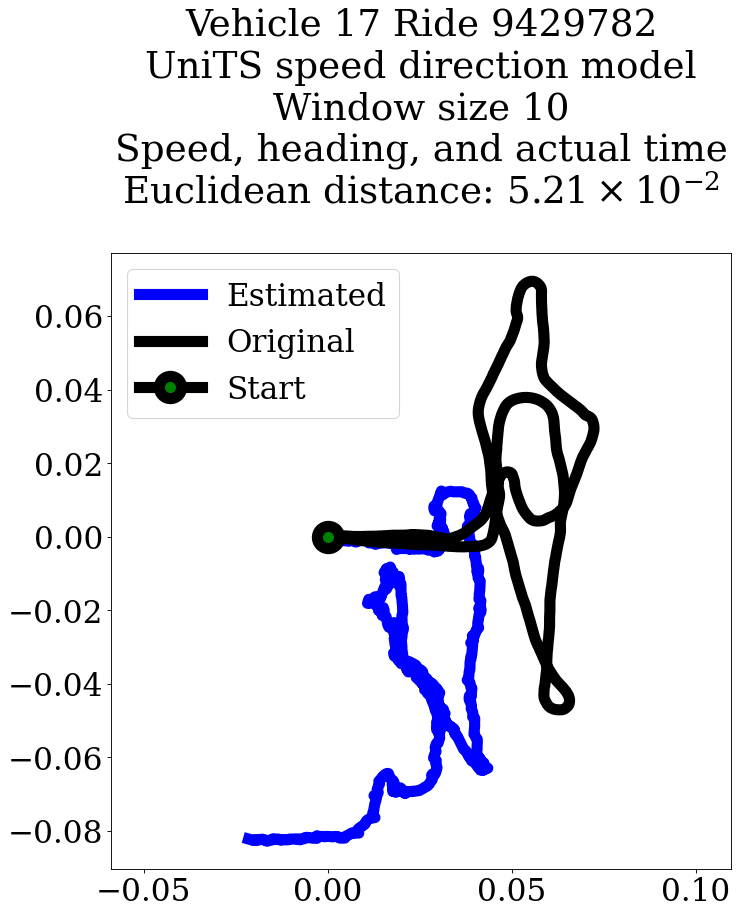 Vehicle 17 Ride 9429782
UniTS speed direction model
Window size 10
Speed, heading, and actual time
Euclidean distance: 5.21 × 10⁻²
Estimated
Original
Start
0.06
0.04
0.02
0.00
−0.02
−0.04
−0.06
−0.08
−0.05 0.00 0.05 0.10